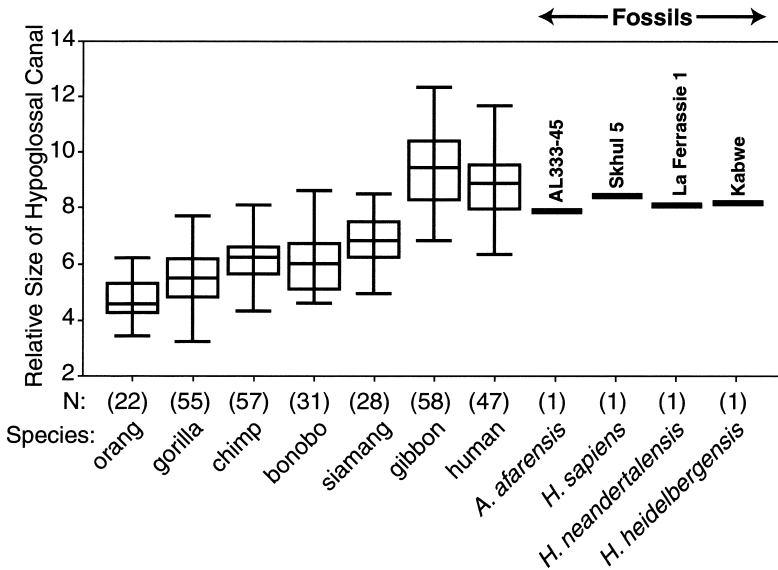 Fossils
Relative Size of Hypoglossal Canal
14
12
10
8
6
4
2
AL333-45
Skhul 5
La Ferrassie 1
Kabwe
N: (22) (55) (57) (31) (28) (58) (47) (1) (1) (1) (1)
Species:
orang
gorilla
chimp
bonobo
siamang
gibbon
human
A. afarensis
H. sapiens
H. neandertalensis
H. heidelbergensis